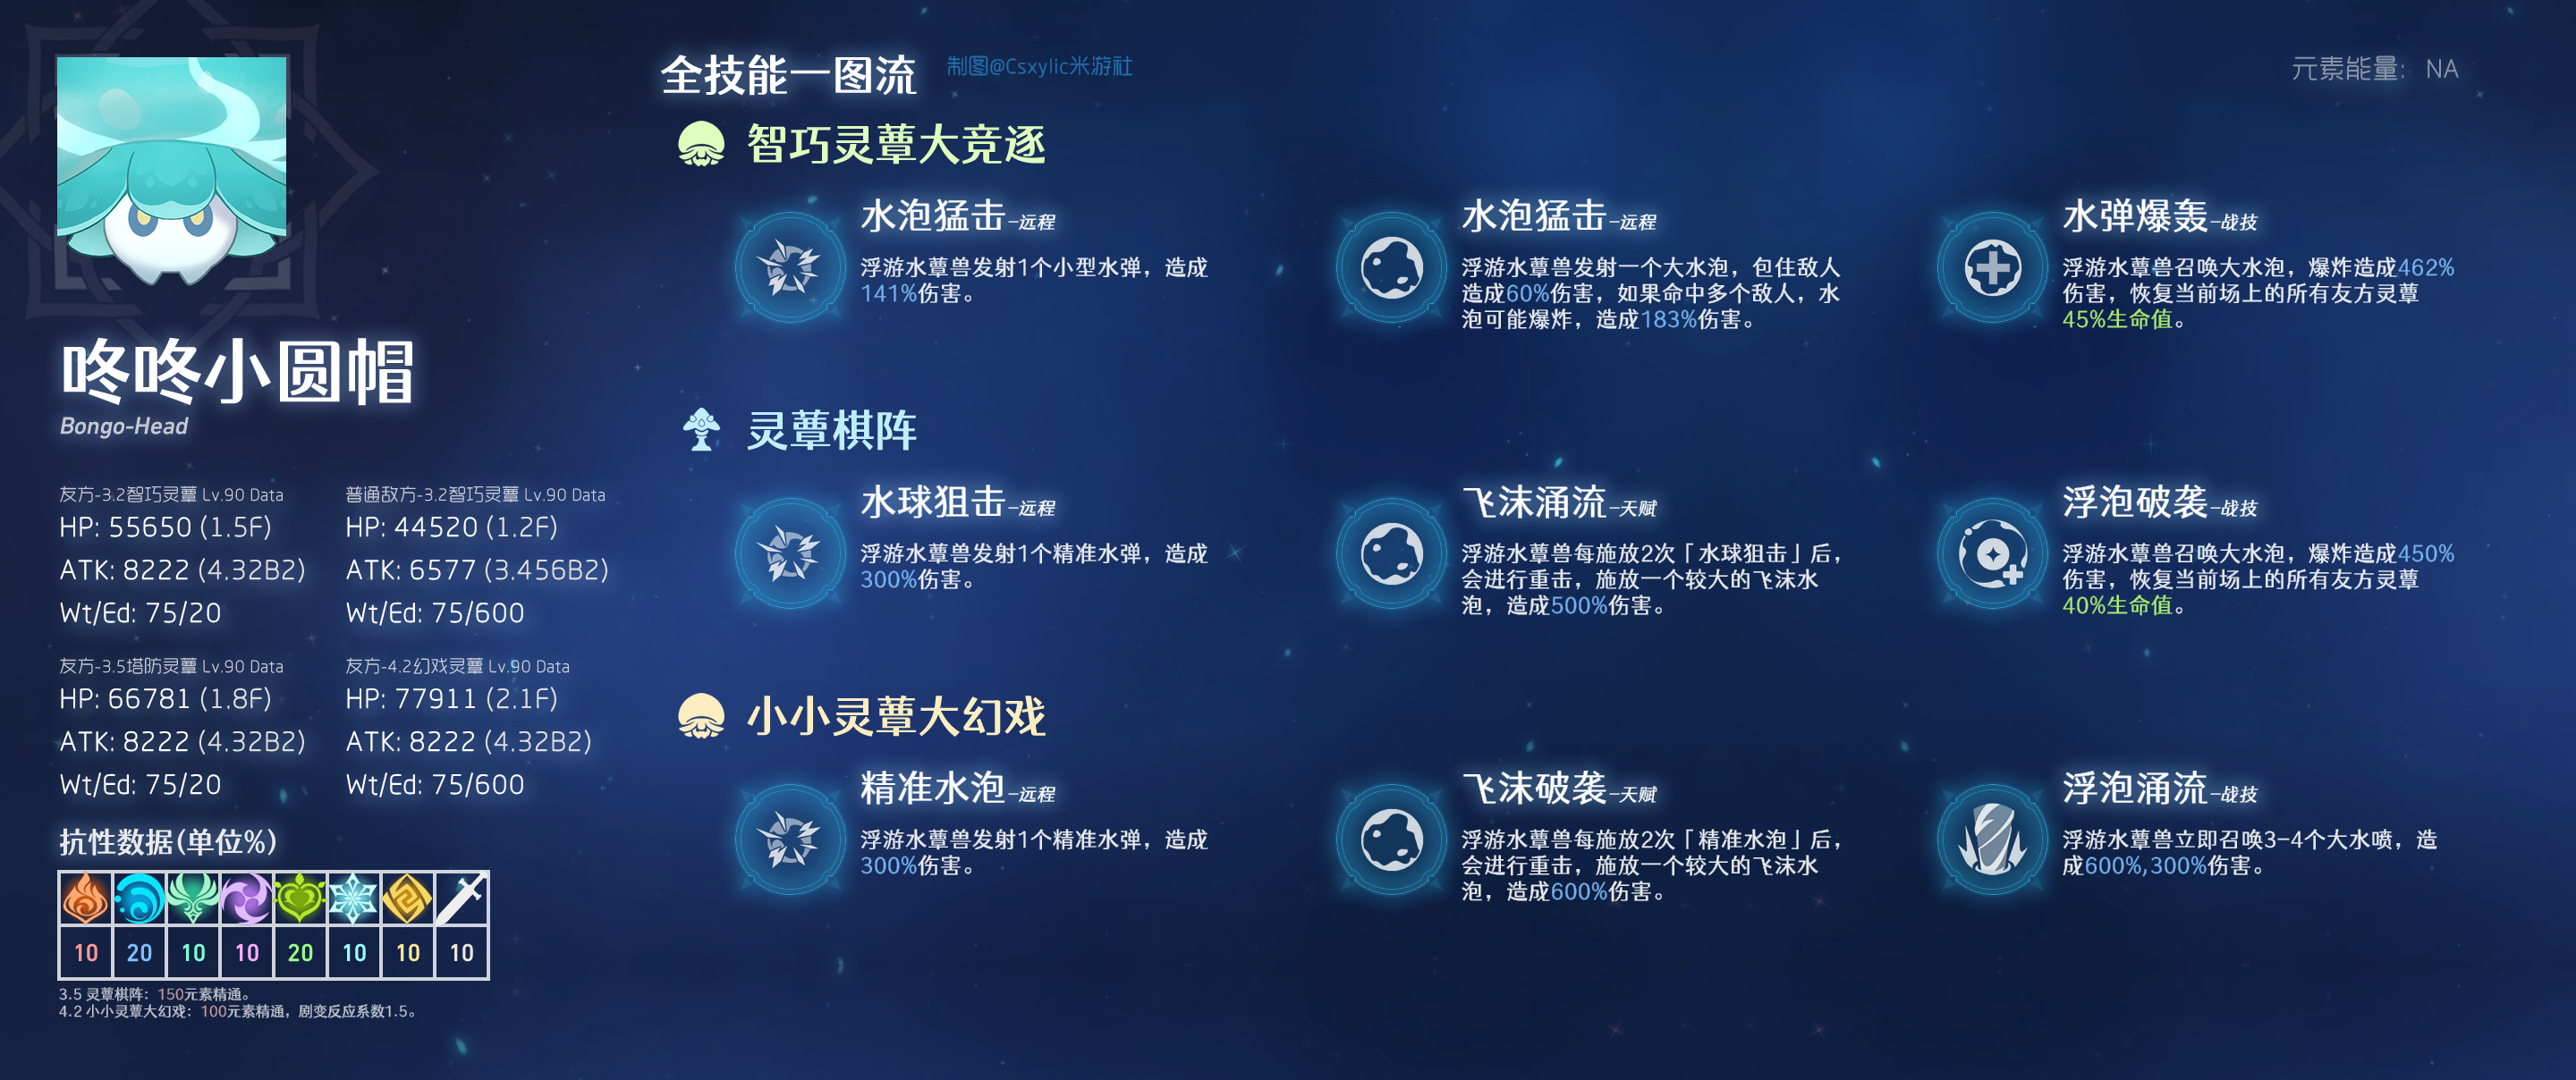 全技能一图流
制图@Csxylic米游社
元素能量: NA
咚咚小圆帽
Bongo-Head
友方-3.2智巧灵蕈 Lv.90 Data
HP: 55650 (1.5F)
ATK: 8222 (4.32B2)
Wt/Ed: 75/20
普通敌方-3.2智巧灵蕈 Lv.90 Data
HP: 44520 (1.2F)
ATK: 6577 (3.456B2)
Wt/Ed: 75/600
友方-3.5塔防灵蕈 Lv.90 Data
HP: 66781 (1.8F)
ATK: 8222 (4.32B2)
Wt/Ed: 75/20
友方-4.2幻戏灵蕈 Lv.90 Data
HP: 77911 (2.1F)
ATK: 8222 (4.32B2)
Wt/Ed: 75/600
抗性数据(单位%)
10 20 10 10 20 10 10 10
3.5 灵蕈棋阵：150元素精通。
4.2 小小灵蕈大幻戏：100元素精通，剧变反应系数1.5。
智巧灵蕈大竞逐
水泡猛击-远程
浮游水蕈兽发射1个小型水弹，造成
141%伤害。
水泡猛击-远程
浮游水蕈兽发射一个大水泡，包住敌人
造成60%伤害，如果命中多个敌人，水
泡可能爆炸，造成183%伤害。
水弹爆轰-战技
浮游水蕈兽召唤大水泡，爆炸造成462%
伤害，恢复当前场上的所有友方灵蕈
45%生命值。
灵蕈棋阵
水球狙击-远程
浮游水蕈兽发射1个精准水弹，造成
300%伤害。
飞沫涌流-天赋
浮游水蕈兽每施放2次「水球狙击」后，
会进行重击，施放一个较大的飞沫水
泡，造成500%伤害。
浮泡破袭-战技
浮游水蕈兽召唤大水泡，爆炸造成450%
伤害，恢复当前场上的所有友方灵蕈
40%生命值。
小小灵蕈大幻戏
精准水泡-远程
浮游水蕈兽发射1个精准水弹，造成
300%伤害。
飞沫破袭-天赋
浮游水蕈兽每施放2次「精准水泡」后，
会进行重击，施放一个较大的飞沫水
泡，造成600%伤害。
浮泡涌流-战技
浮游水蕈兽立即召唤3-4个大水喷，造
成600%,300%伤害。